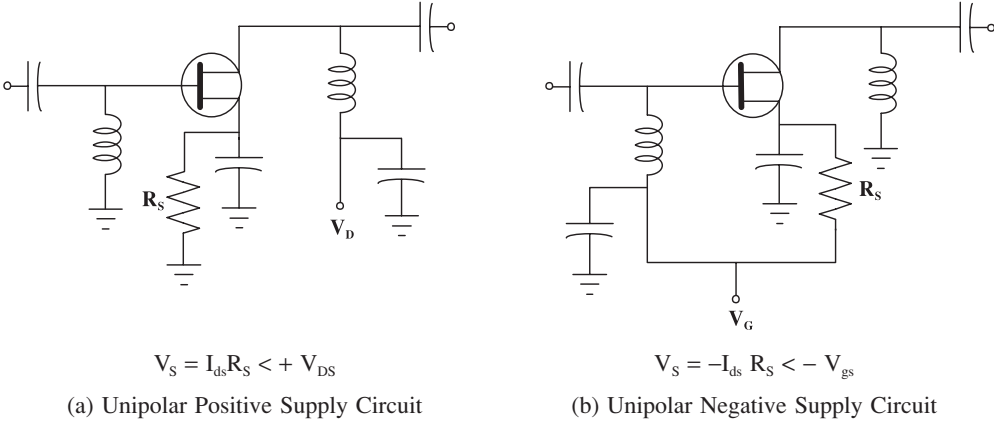 R_S
V_D
R_S
V_G
V_S = I_ds R_S < + V_DS
V_S = −I_ds R_S < − V_gs
(a) Unipolar Positive Supply Circuit
(b) Unipolar Negative Supply Circuit